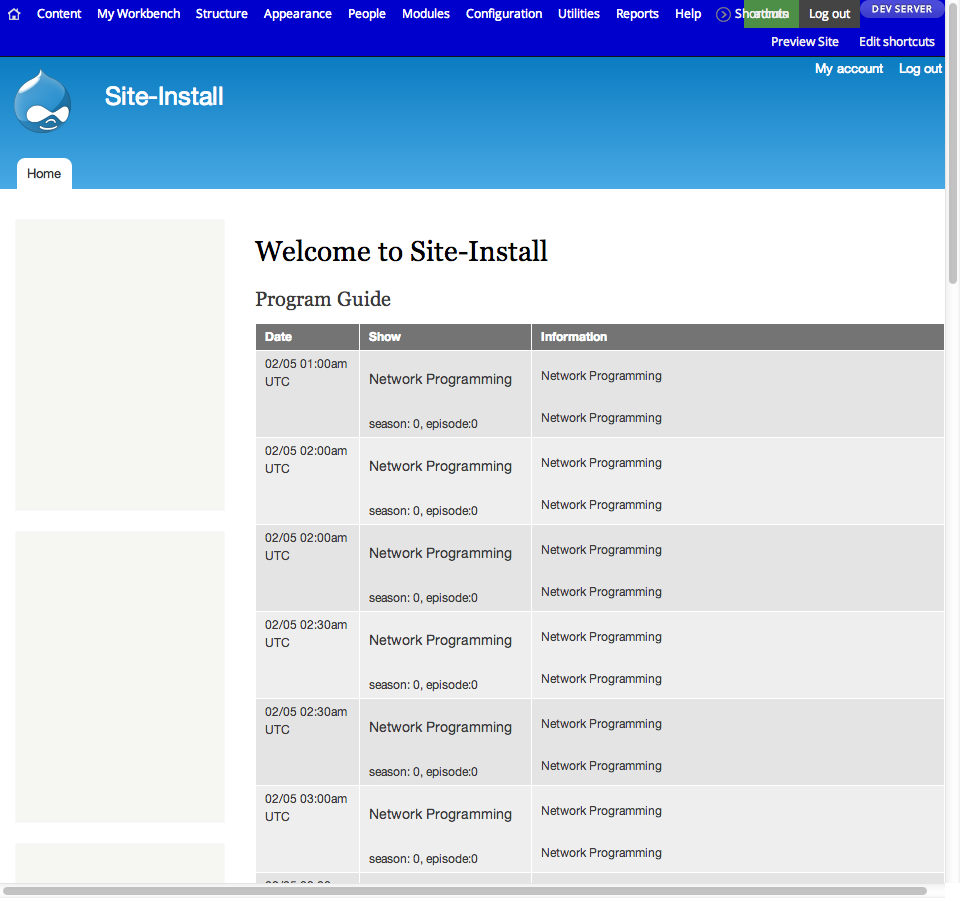 Content My Workbench Structure Appearance People Modules Configuration Utilities Reports Help Shortcuts Log out DEV SERVER
Preview Site Edit shortcuts
My account Log out
Site-Install
Home
Welcome to Site-Install
Program Guide
Date Show Information
02/05 01:00am UTC
Network Programming
season: 0, episode:0
Network Programming
Network Programming
02/05 02:00am UTC
Network Programming
season: 0, episode:0
Network Programming
Network Programming
02/05 02:00am UTC
Network Programming
season: 0, episode:0
Network Programming
Network Programming
02/05 02:30am UTC
Network Programming
season: 0, episode:0
Network Programming
Network Programming
02/05 02:30am UTC
Network Programming
season: 0, episode:0
Network Programming
Network Programming
02/05 03:00am UTC
Network Programming
season: 0, episode:0
Network Programming
Network Programming